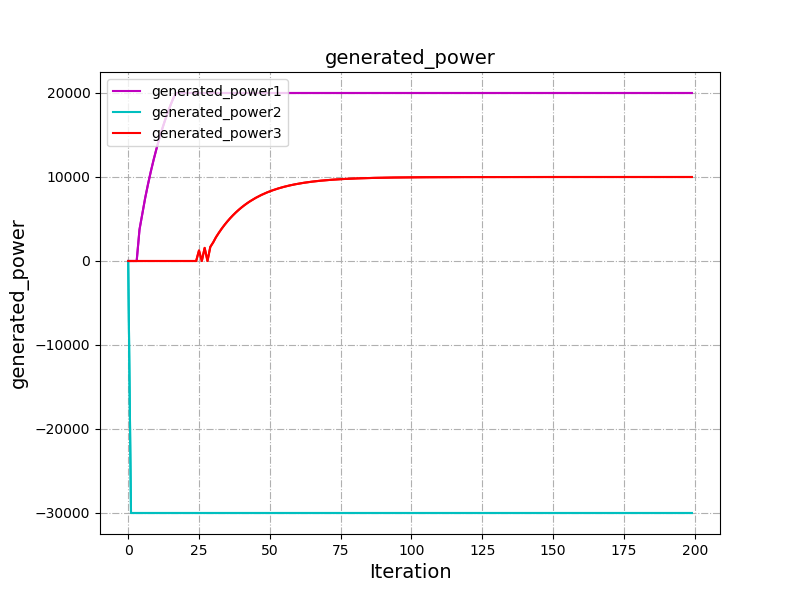 generated_power
generated_power1
generated_power2
generated_power3
20000
10000
0
−10000
−20000
−30000
generated_power
0 25 50 75 100 125 150 175 200
Iteration